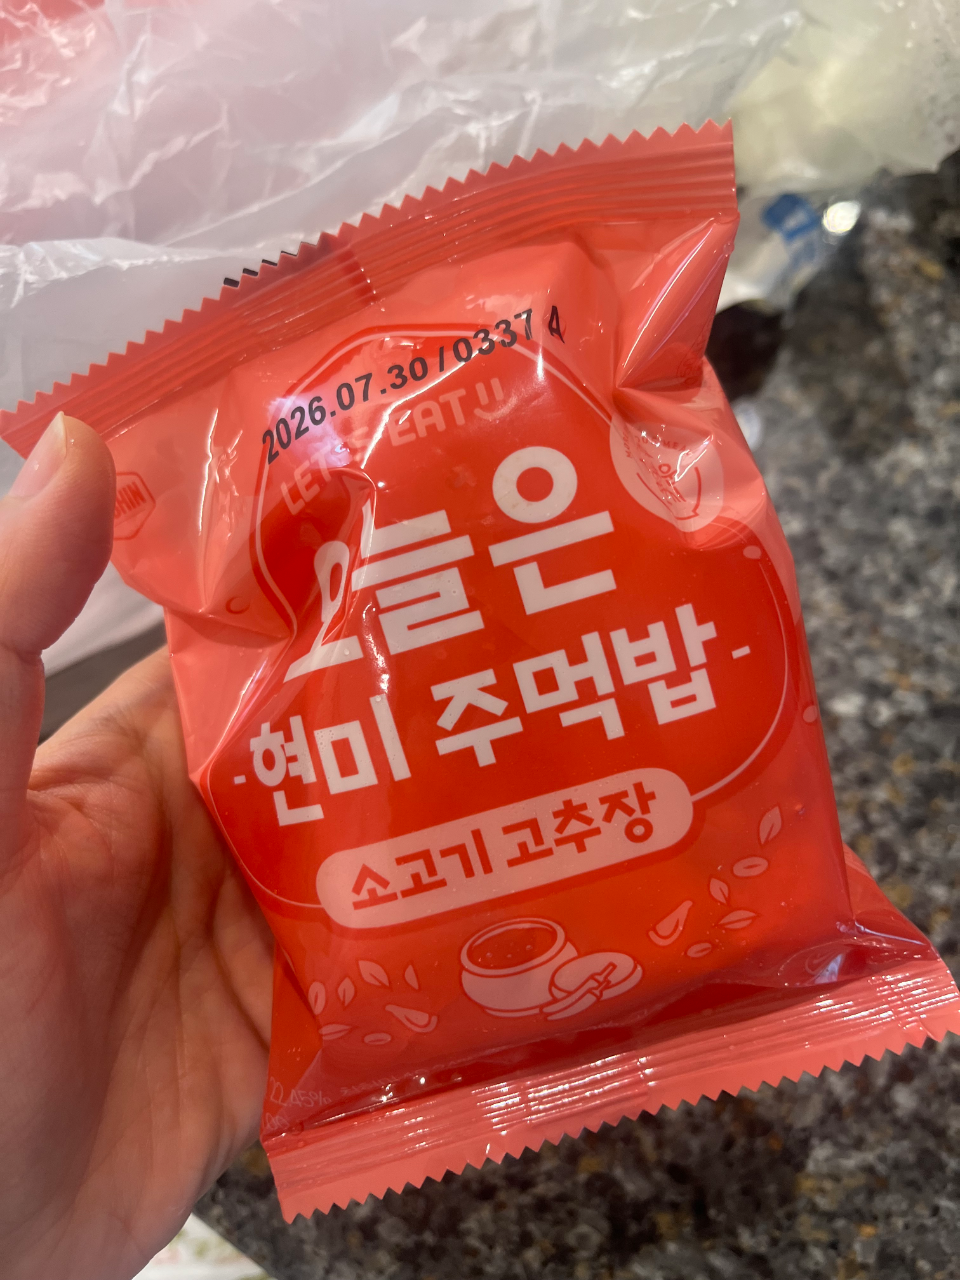 2026.07.30/0337 4
LET'S EAT!!
오늘은
-현미 주먹밥-
소고기 고추장